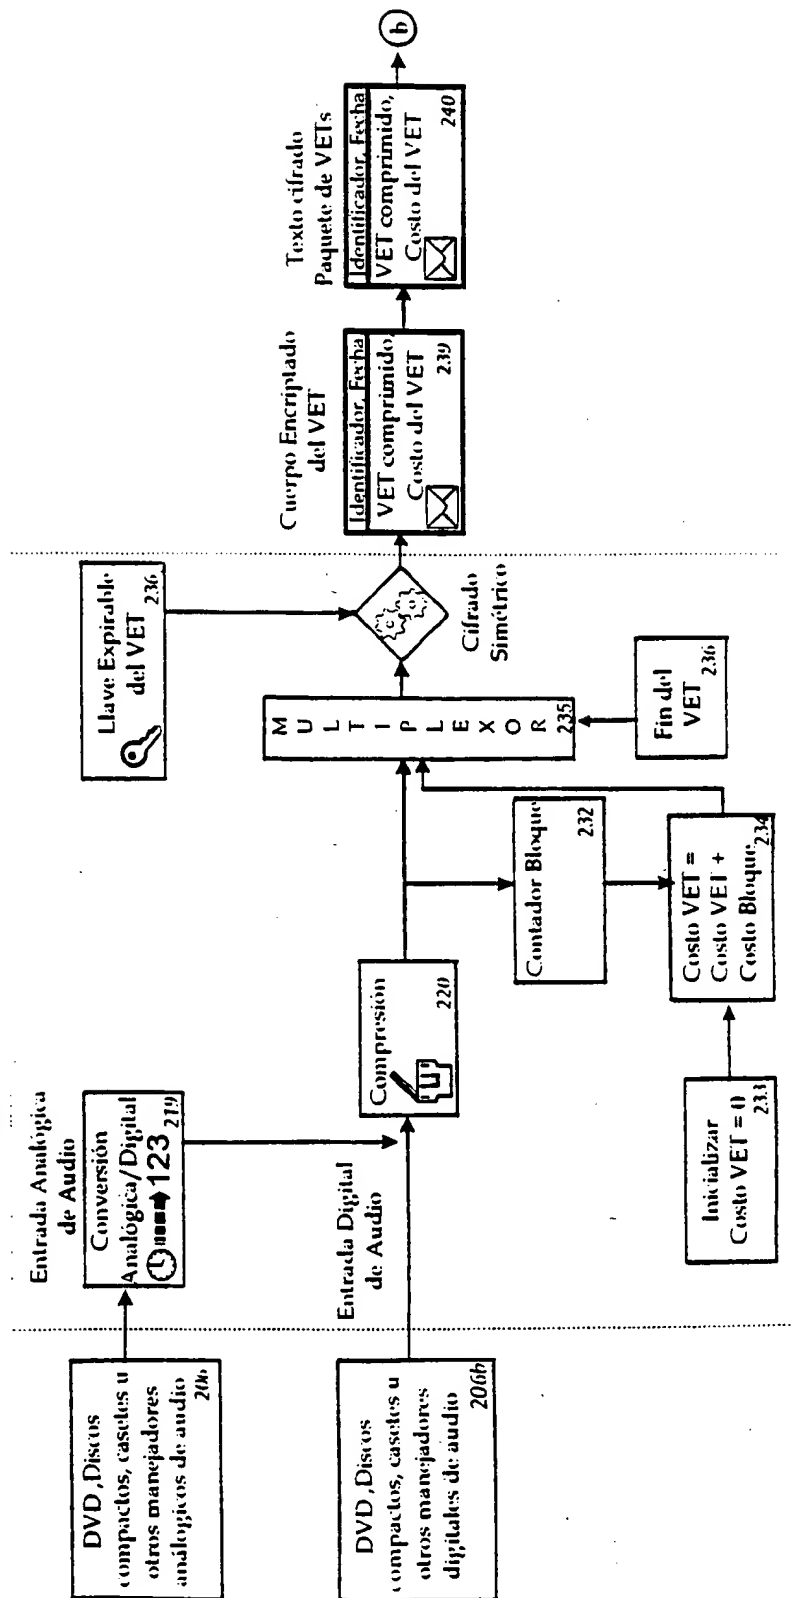 DVD ,Discos
compactos, casetes u
otros manejadores
análogicos de audio
206
Entrada Analógica
de Audio
Conversión
Analógica/Digital
123
219
DVD ,Discos
compactos, casetes u
otros manejadores
digitales de audio
206b
Entrada Digital
de Audio
Compresión
220
Inicializar
Costo VET = 0
233
Contador Bloque
232
Costo VET =
Costo VET +
Costo Bloque
234
Llave Expirable
del VET
236
MULTIPLEXOR
235
Fin del
VET
236
Cifrado
Simétrico
Cuerpo Encriptado
del VET
Identificador, Fecha
VET comprimido,
Costo del VET
239
Texto cifrado
Paquete de VETs
Identificador, Fecha
VET comprimido,
Costo del VET
240
b